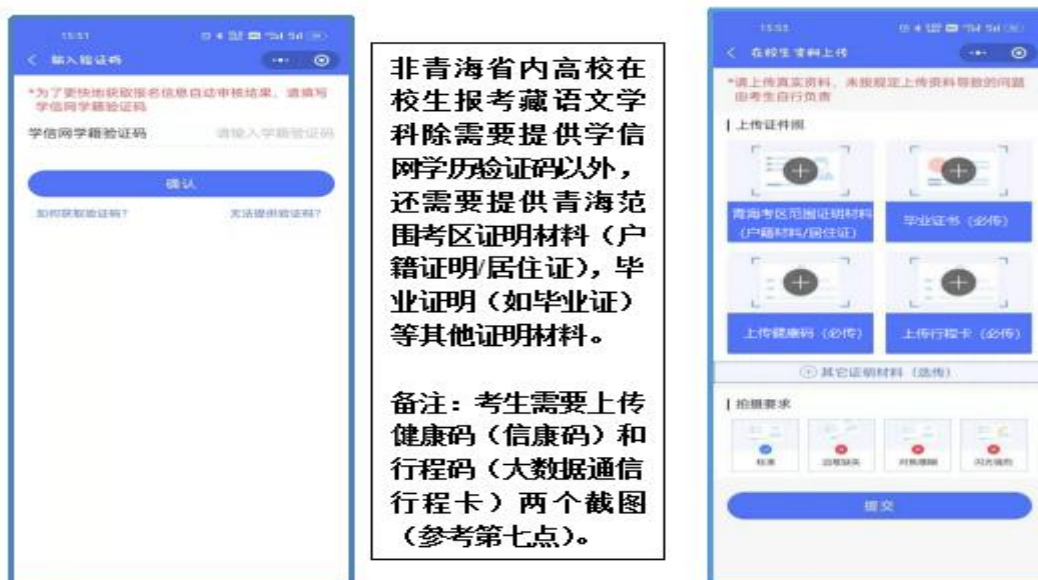 15:51
输入验证码
*为了更快地获取报名信息自动审核结果，请填写
学信网学籍验证码
学信网学籍验证码
请输入学籍验证码
确认
如何获取验证码？
无法提供验证码？
非青海省内高校在
校生报考藏语文学
科除需要提供学信
网学历验证码以外，
还需要提供青海范
围考区证明材料（户
籍证明/居住证），毕
业证明（如毕业证）
等其他证明材料。
备注：考生需要上传
健康码（信康码）和
行程码（大数据通信
行程卡）两个截图
（参考第七点）。
15:53
在校生资料上传
*请上传真实资料，未按规定上传资料导致的问题
由考生自行负责
上传证件照
青海考区范围证明材料
（户籍材料/居住证）
毕业证书（必传）
上传健康码（必传）
上传行程卡（必传）
其它证明材料（选传）
拍摄要求
标准
边框缺失
对焦模糊
闪光强烈
提交